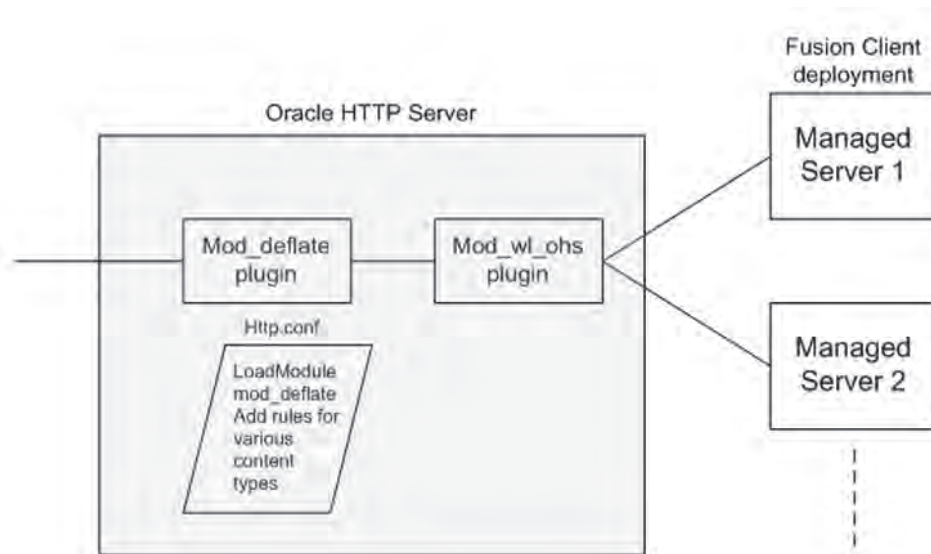 Fusion Client
deployment
Oracle HTTP Server
Managed
Server 1
Mod_deflate
plugin
Mod_wl_ohs
plugin
Http.conf
LoadModule
mod_deflate
Add rules for
various
content
types
Managed
Server 2